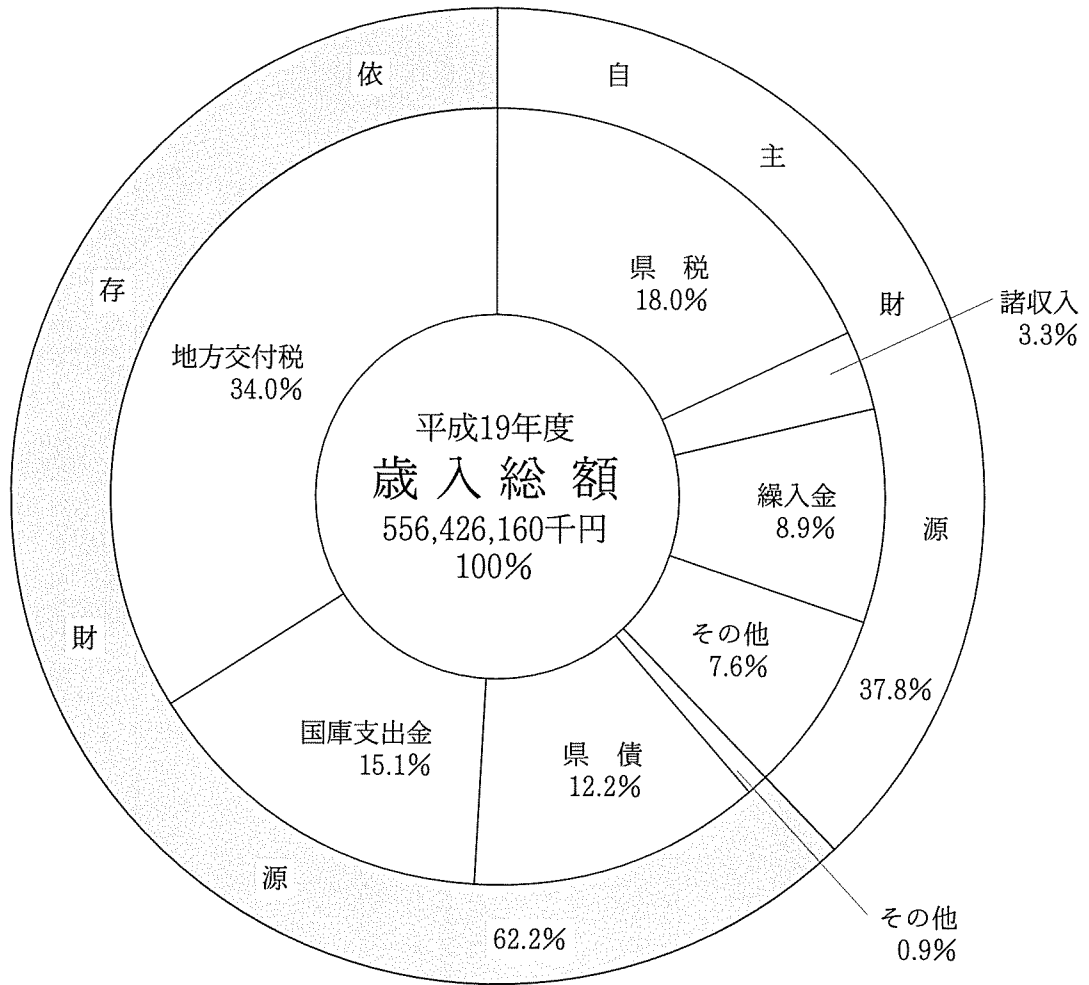 依存財源
62.2%
自主財源
37.8%
県税
18.0%
諸収入
3.3%
繰入金
8.9%
その他
7.6%
その他
0.9%
県債
12.2%
国庫支出金
15.1%
地方交付税
34.0%
平成19年度
歳入総額
556,426,160千円
100%